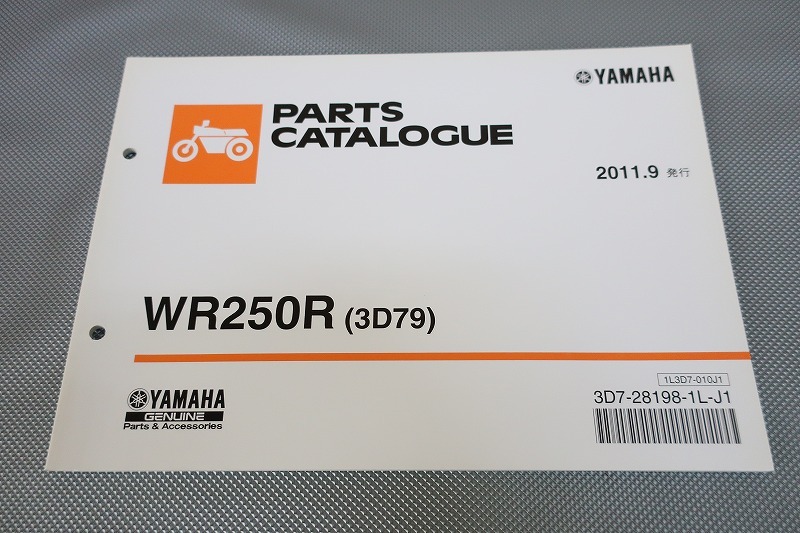 YAMAHA
PARTS
CATALOGUE
2011.9 発行
WR250R (3D79)
1L3D7-010J1
3D7-28198-1L-J1
YAMAHA
GENUINE
Parts & Accessories